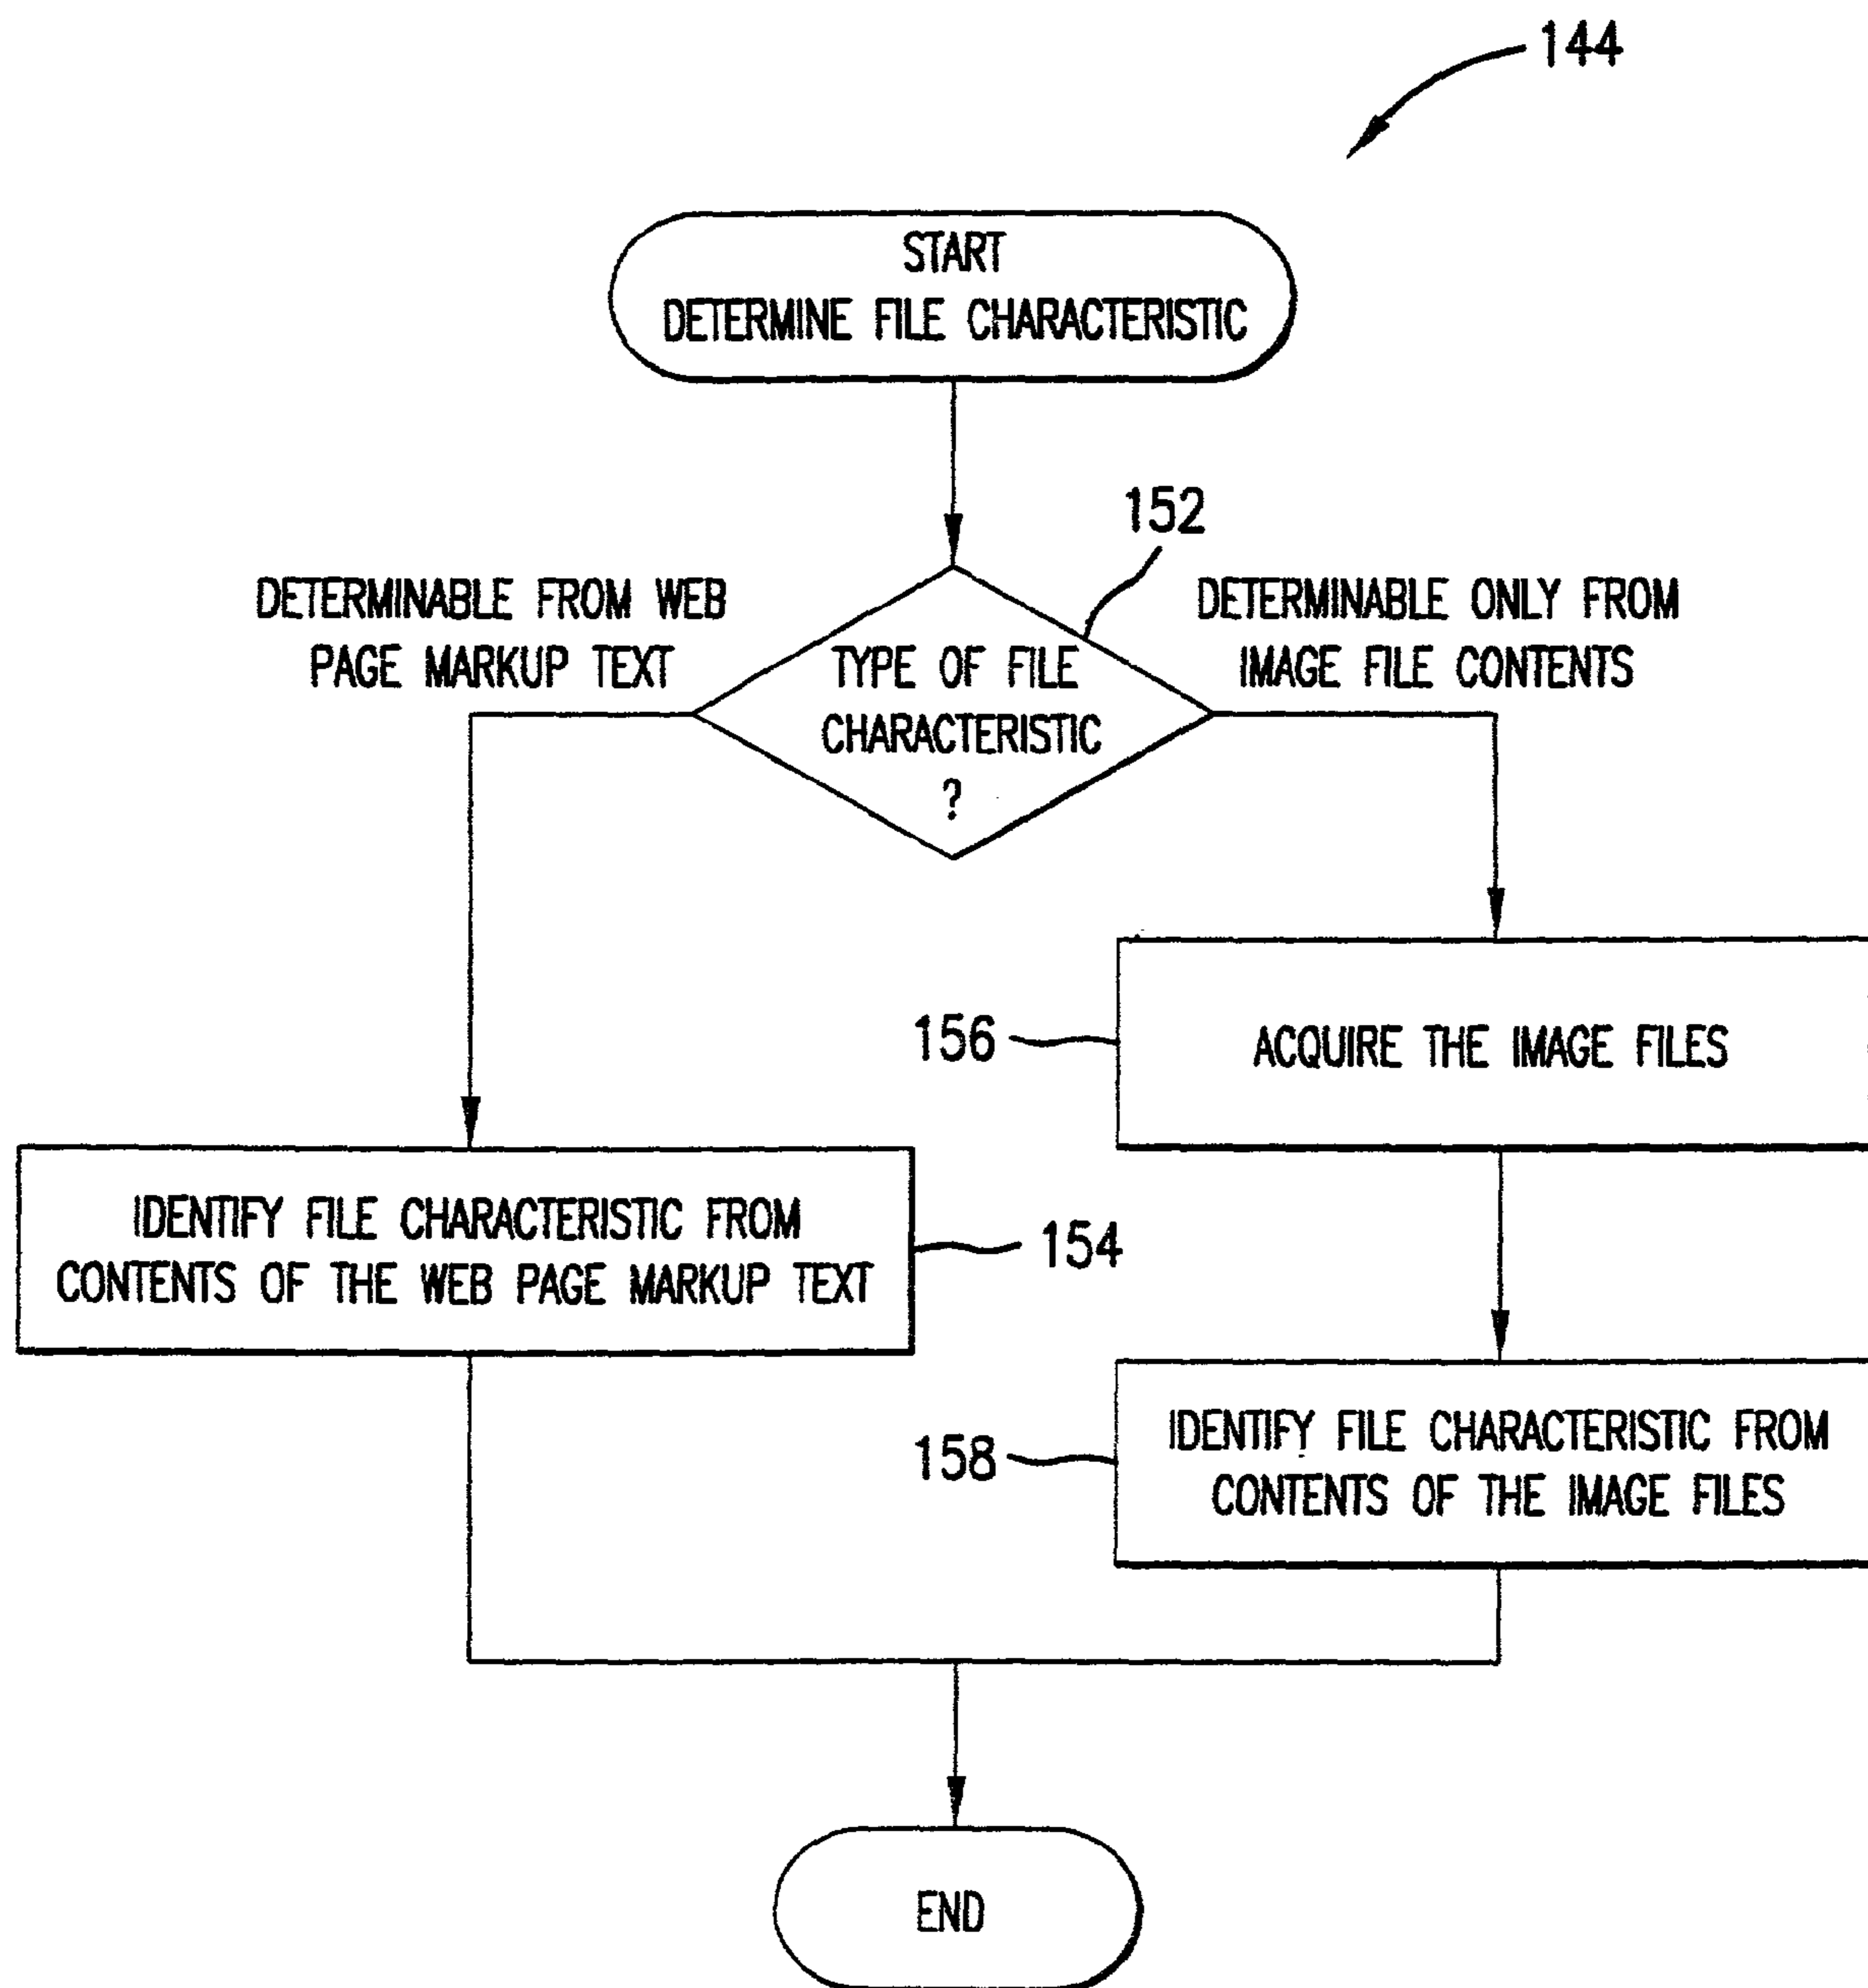 144
START
DETERMINE FILE CHARACTERISTIC
152
DETERMINABLE FROM WEB
PAGE MARKUP TEXT
DETERMINABLE ONLY FROM
IMAGE FILE CONTENTS
TYPE OF FILE
CHARACTERISTIC
?
156
ACQUIRE THE IMAGE FILES
IDENTIFY FILE CHARACTERISTIC FROM
CONTENTS OF THE WEB PAGE MARKUP TEXT
154
158
IDENTIFY FILE CHARACTERISTIC FROM
CONTENTS OF THE IMAGE FILES
END